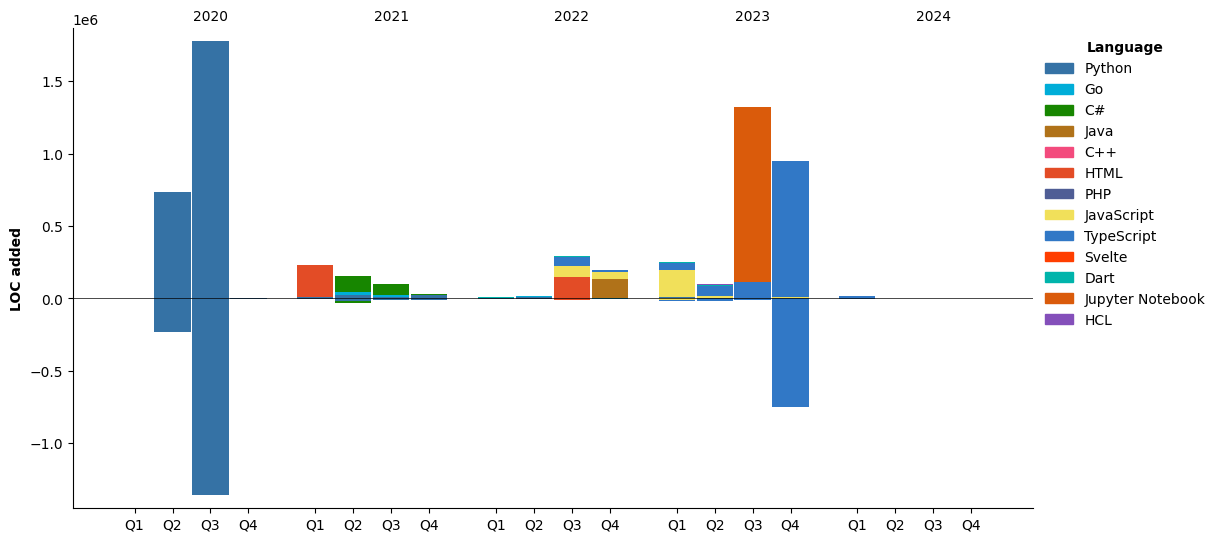 1e6
2020 2021 2022 2023 2024
Language
Python
Go
C#
Java
C++
HTML
PHP
JavaScript
TypeScript
Svelte
Dart
Jupyter Notebook
HCL
LOC added
1.5
1.0
0.5
0.0
−0.5
−1.0
Q1 Q2 Q3 Q4 Q1 Q2 Q3 Q4 Q1 Q2 Q3 Q4 Q1 Q2 Q3 Q4 Q1 Q2 Q3 Q4